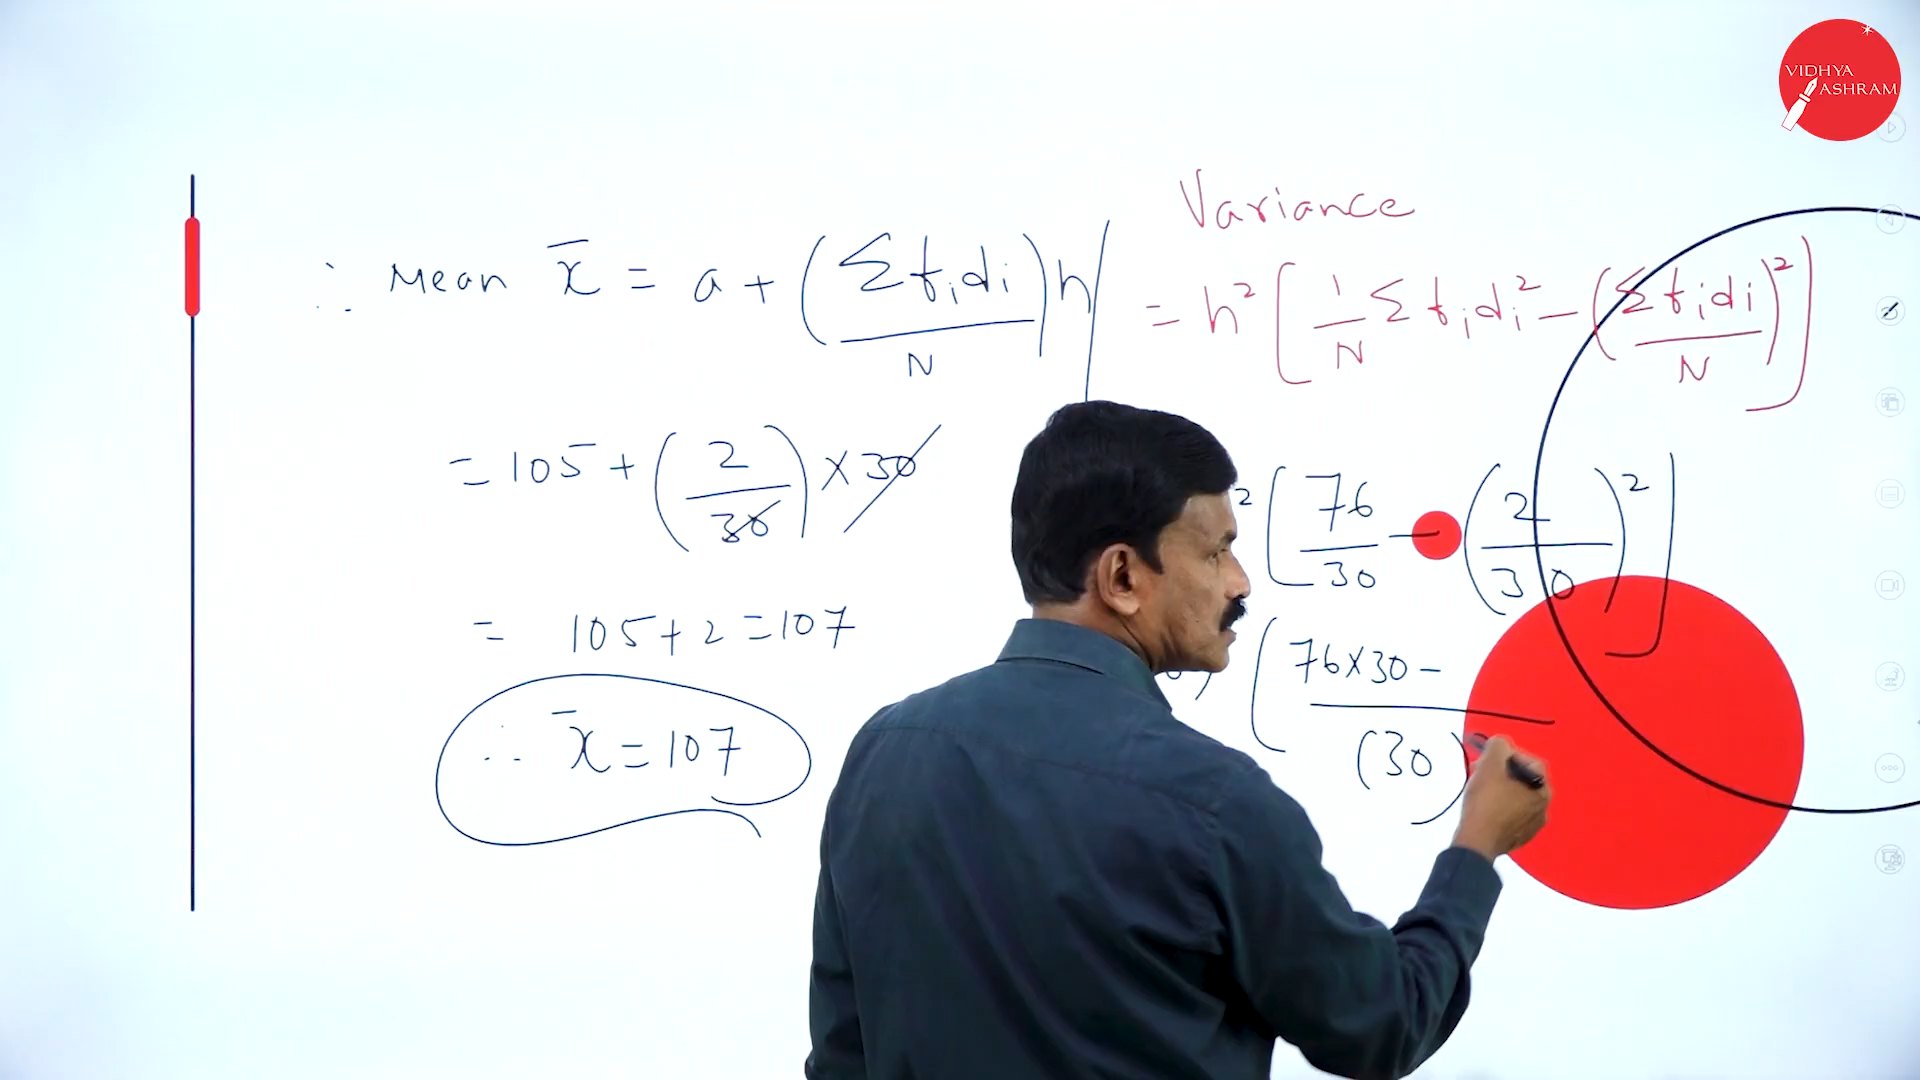 VIDHYA
ASHRAM
∴ Mean x̄ = a + (Σfᵢdᵢ/N)h
= 105 + (2/30) × 30
= 105 + 2 = 107
∴ x̄ = 107
Variance
= h² [1/N Σfᵢdᵢ² − (Σfᵢdᵢ/N)²]
² [76/30 − (2/30)²]
[76×30 − / (30)